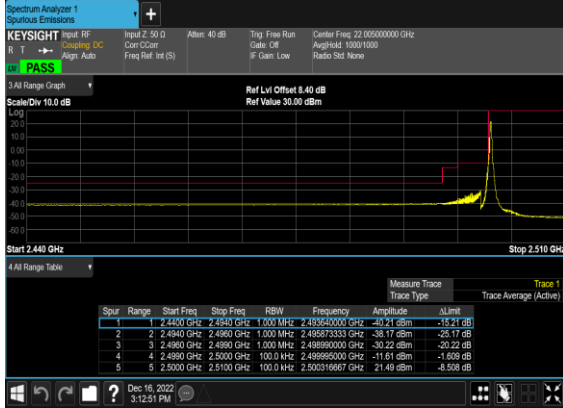 Spectrum Analyzer 1
Spurious Emissions
+
KEYSIGHT Input: RF Input Z: 50 Ω Atten: 40 dB Trig: Free Run Center Freq: 22.005000000 GHz
R T Coupling: DC Corr CCorr Gate: Off Avg|Hold: 1000/1000
Align: Auto Freq Ref: Int (S) IF Gain: Low Radio Std: None
PASS
3 All Range Graph
Ref Lvl Offset 8.40 dB
Scale/Div 10.0 dB Ref Value 30.00 dBm
Log
20.0
10.0
0.00
-10.0
-20.0
-30.0
-40.0
-50.0
-60.0
Start 2.440 GHz Stop 2.510 GHz
4 All Range Table
Measure Trace Trace 1
Trace Type Trace Average (Active)
Spur Range Start Freq Stop Freq RBW Frequency Amplitude ΔLimit
1 1 2.4400 GHz 2.4940 GHz 1.000 MHz 2.493640000 GHz -40.21 dBm -15.21 dB
2 2 2.4940 GHz 2.4960 GHz 1.000 MHz 2.495873333 GHz -38.17 dBm -25.17 dB
3 3 2.4960 GHz 2.4990 GHz 1.000 MHz 2.498990000 GHz -30.22 dBm -20.22 dB
4 4 2.4990 GHz 2.5000 GHz 100.0 kHz 2.499995000 GHz -11.61 dBm -1.609 dB
5 5 2.5000 GHz 2.5100 GHz 100.0 kHz 2.500316667 GHz 21.49 dBm -8.508 dB
?
Dec 16, 2022
3:12:51 PM